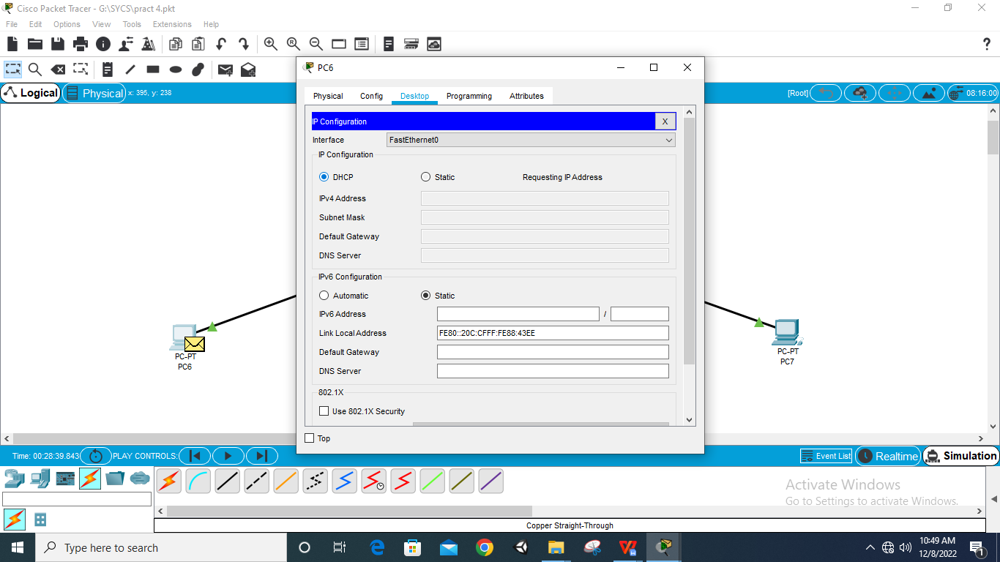 Cisco Packet Tracer - G:\SYCS\pract 4.pkt
File Edit Options View Tools Extensions Help
?
Logical
Physical
x: 395, y: 238
[Root]
08:16:00
PC6
Physical Config Desktop Programming Attributes
IP Configuration
X
Interface
FastEthernet0
IP Configuration
DHCP
Static
Requesting IP Address
IPv4 Address
Subnet Mask
Default Gateway
DNS Server
IPv6 Configuration
Automatic
Static
IPv6 Address
/
Link Local Address
FE80::20C:CFFF:FE88:43EE
Default Gateway
DNS Server
802.1X
Use 802.1X Security
Top
PC-PT
PC6
PC-PT
PC7
Time: 00:28:39.843
PLAY CONTROLS:
Event List
Realtime
Simulation
Activate Windows
Go to Settings to activate Windows.
Copper Straight-Through
Type here to search
10:49 AM
12/8/2022
1